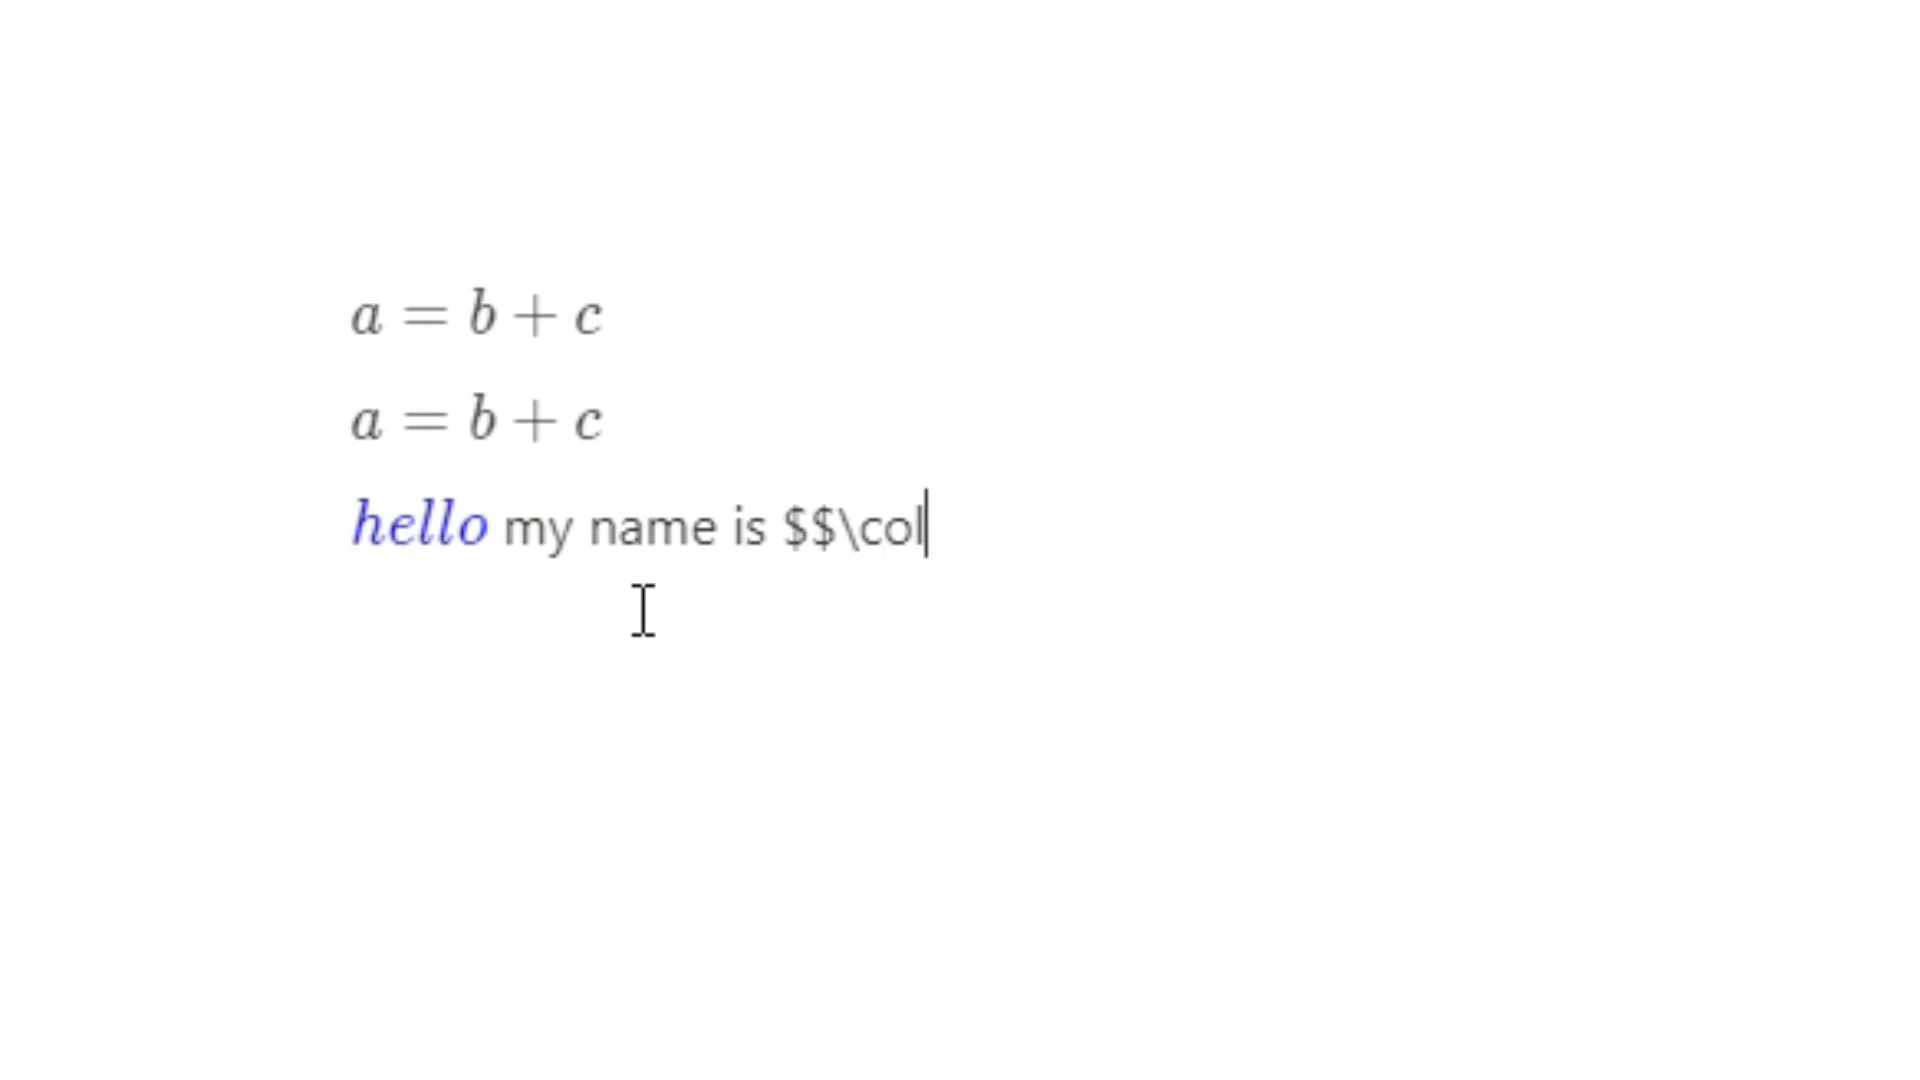 a = b + c
a = b + c
hello my name is $$\col